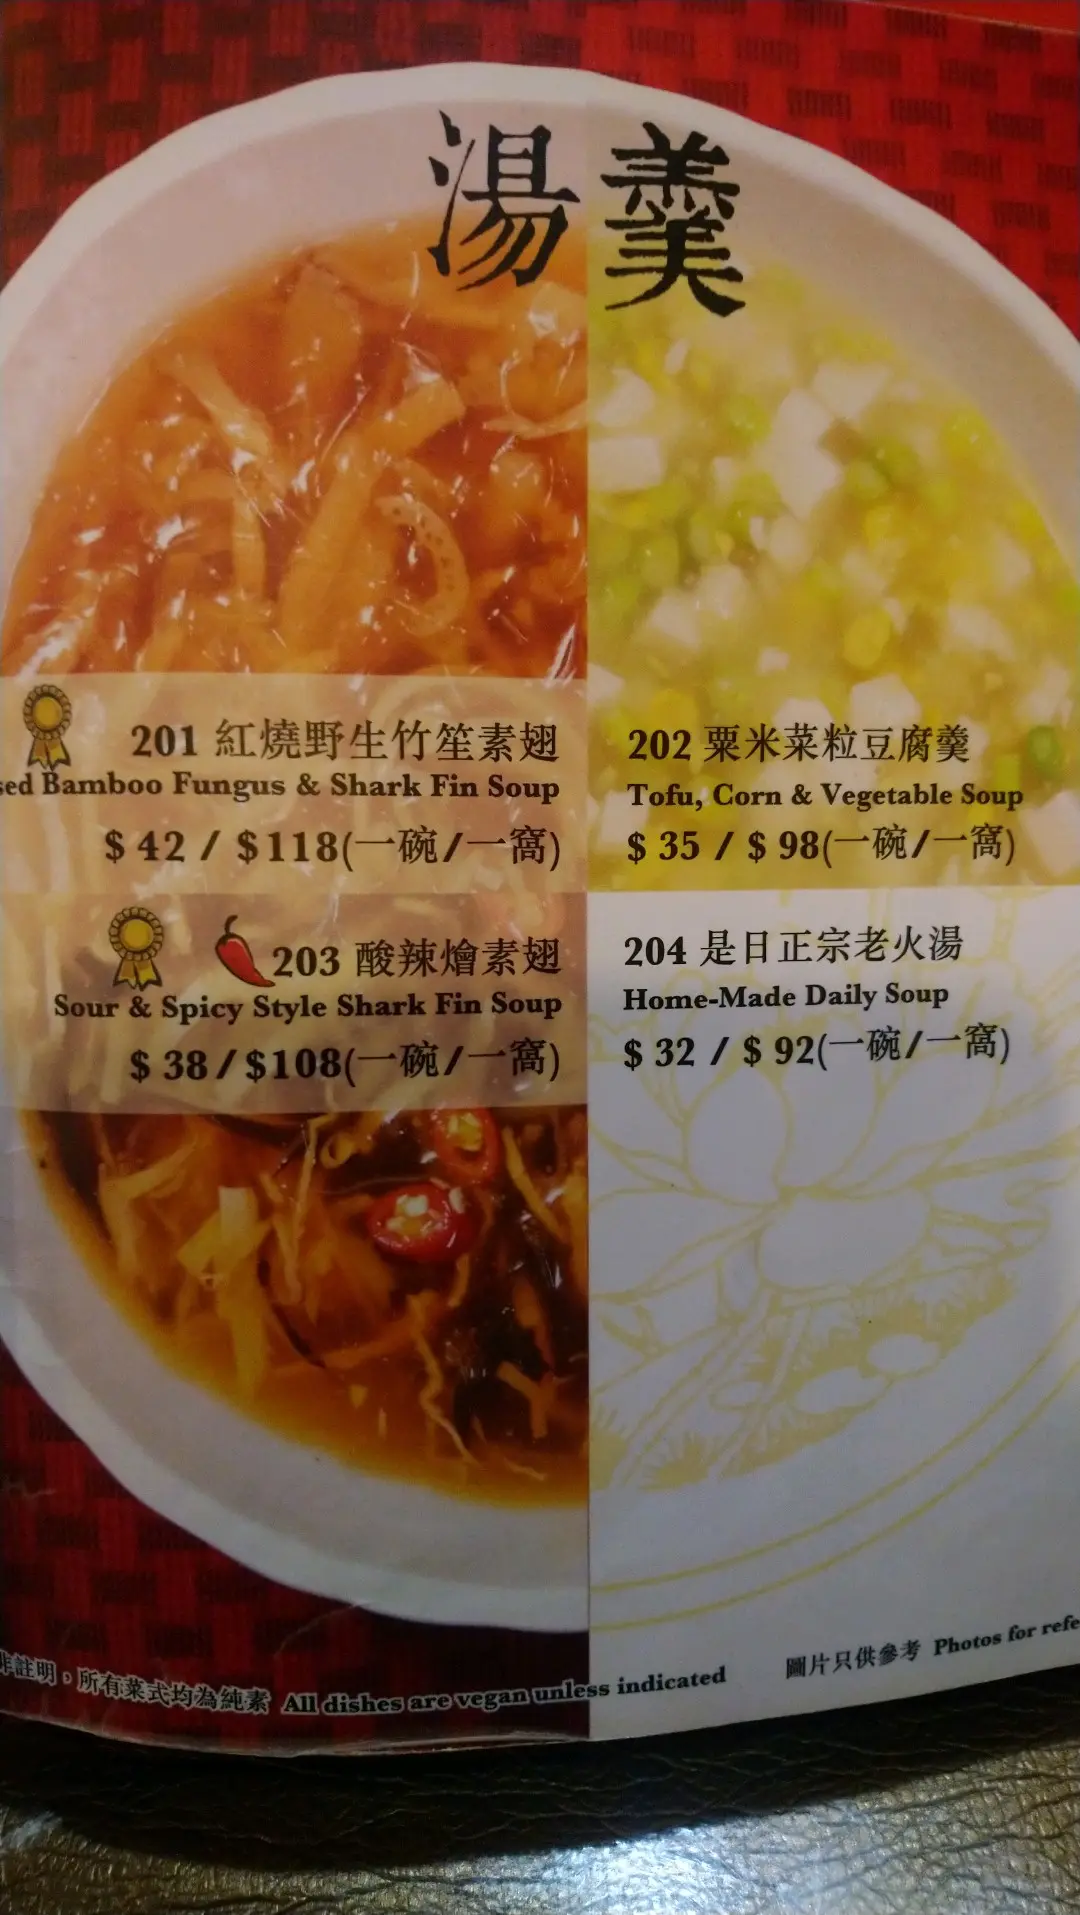 湯羹
201 紅燒野生竹笙素翅
Bamboo Fungus & Shark Fin Soup
$ 42 / $118(一碗/一窩)
202 粟米菜粒豆腐羹
Tofu, Corn & Vegetable Soup
$ 35 / $ 98(一碗/一窩)
203 酸辣燴素翅
Sour & Spicy Style Shark Fin Soup
$ 38 / $108(一碗/一窩)
204 是日正宗老火湯
Home-Made Daily Soup
$ 32 / $ 92(一碗/一窩)
非註明，所有菜式均為純素 All dishes are vegan unless indicated
圖片只供參考 Photos for